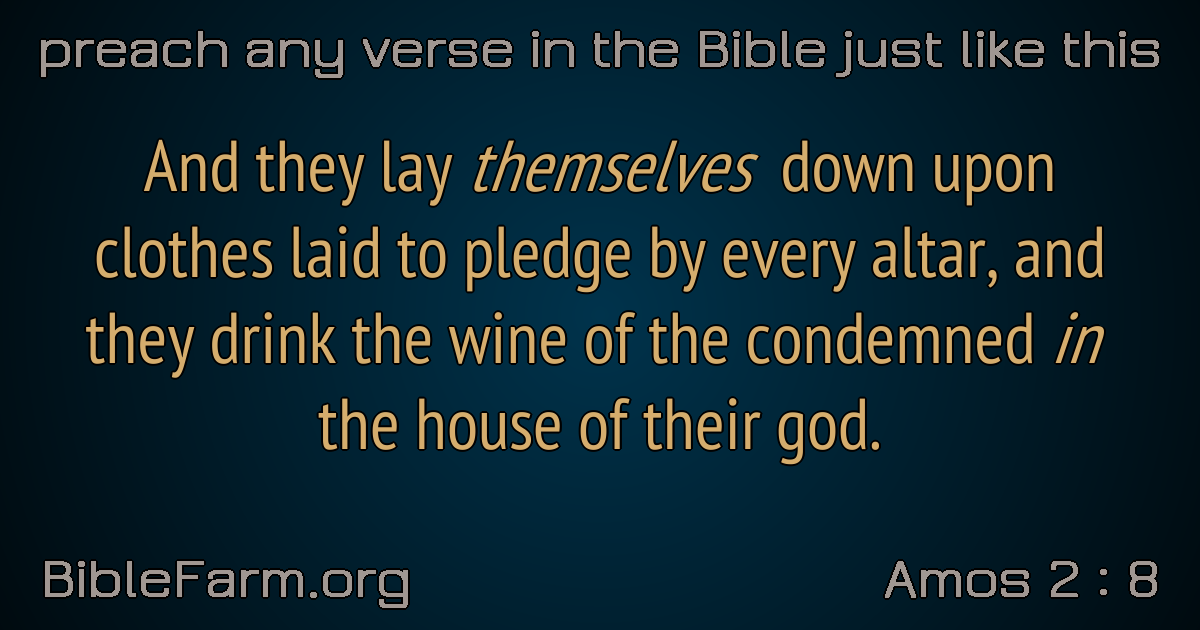 preach any verse in the Bible just like this
And they lay themselves down upon
clothes laid to pledge by every altar, and
they drink the wine of the condemned in
the house of their god.
BibleFarm.org
Amos 2 : 8